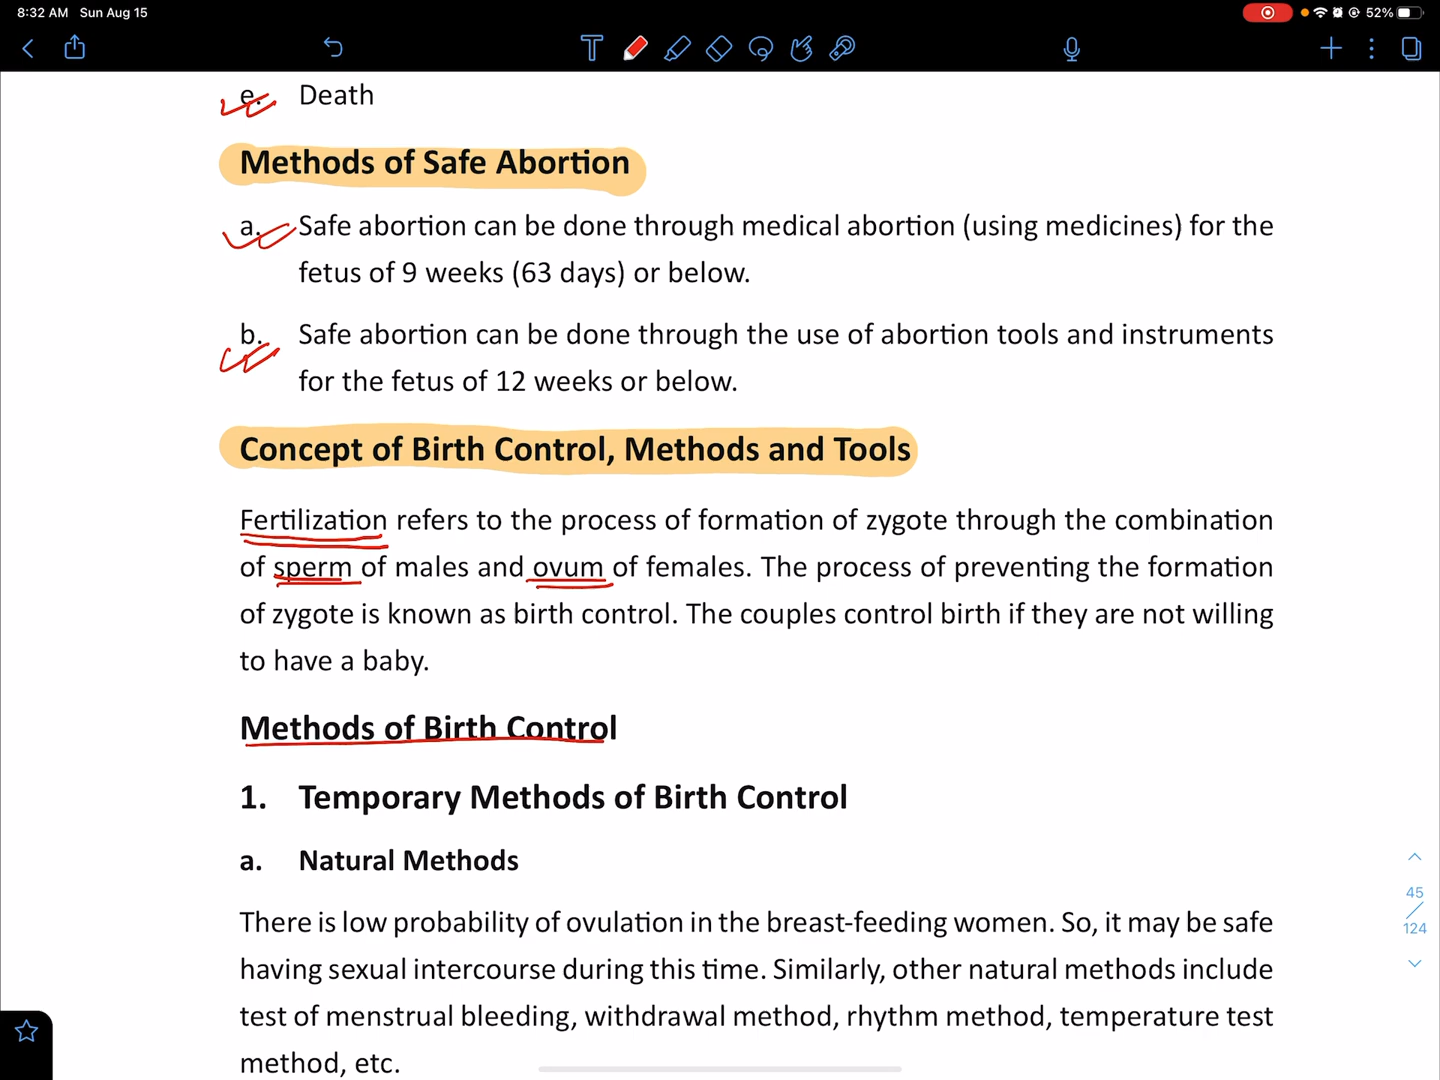 8:32 AM Sun Aug 15
52%
T
e. Death
Methods of Safe Abortion
a. Safe abortion can be done through medical abortion (using medicines) for the
fetus of 9 weeks (63 days) or below.
b. Safe abortion can be done through the use of abortion tools and instruments
for the fetus of 12 weeks or below.
Concept of Birth Control, Methods and Tools
Fertilization refers to the process of formation of zygote through the combination
of sperm of males and ovum of females. The process of preventing the formation
of zygote is known as birth control. The couples control birth if they are not willing
to have a baby.
Methods of Birth Control
1. Temporary Methods of Birth Control
a. Natural Methods
There is low probability of ovulation in the breast-feeding women. So, it may be safe
having sexual intercourse during this time. Similarly, other natural methods include
test of menstrual bleeding, withdrawal method, rhythm method, temperature test
method, etc.
45
/
124